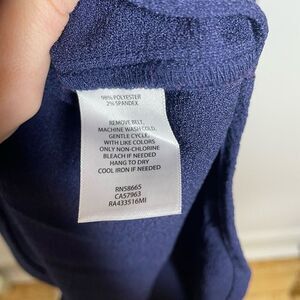 98% POLYESTER
2% SPANDEX
REMOVE BELT,
MACHINE WASH COLD,
GENTLE CYCLE,
WITH LIKE COLORS
ONLY NON-CHLORINE
BLEACH IF NEEDED
HANG TO DRY
COOL IRON IF NEEDED
RN58665
CA57963
RA433516MI